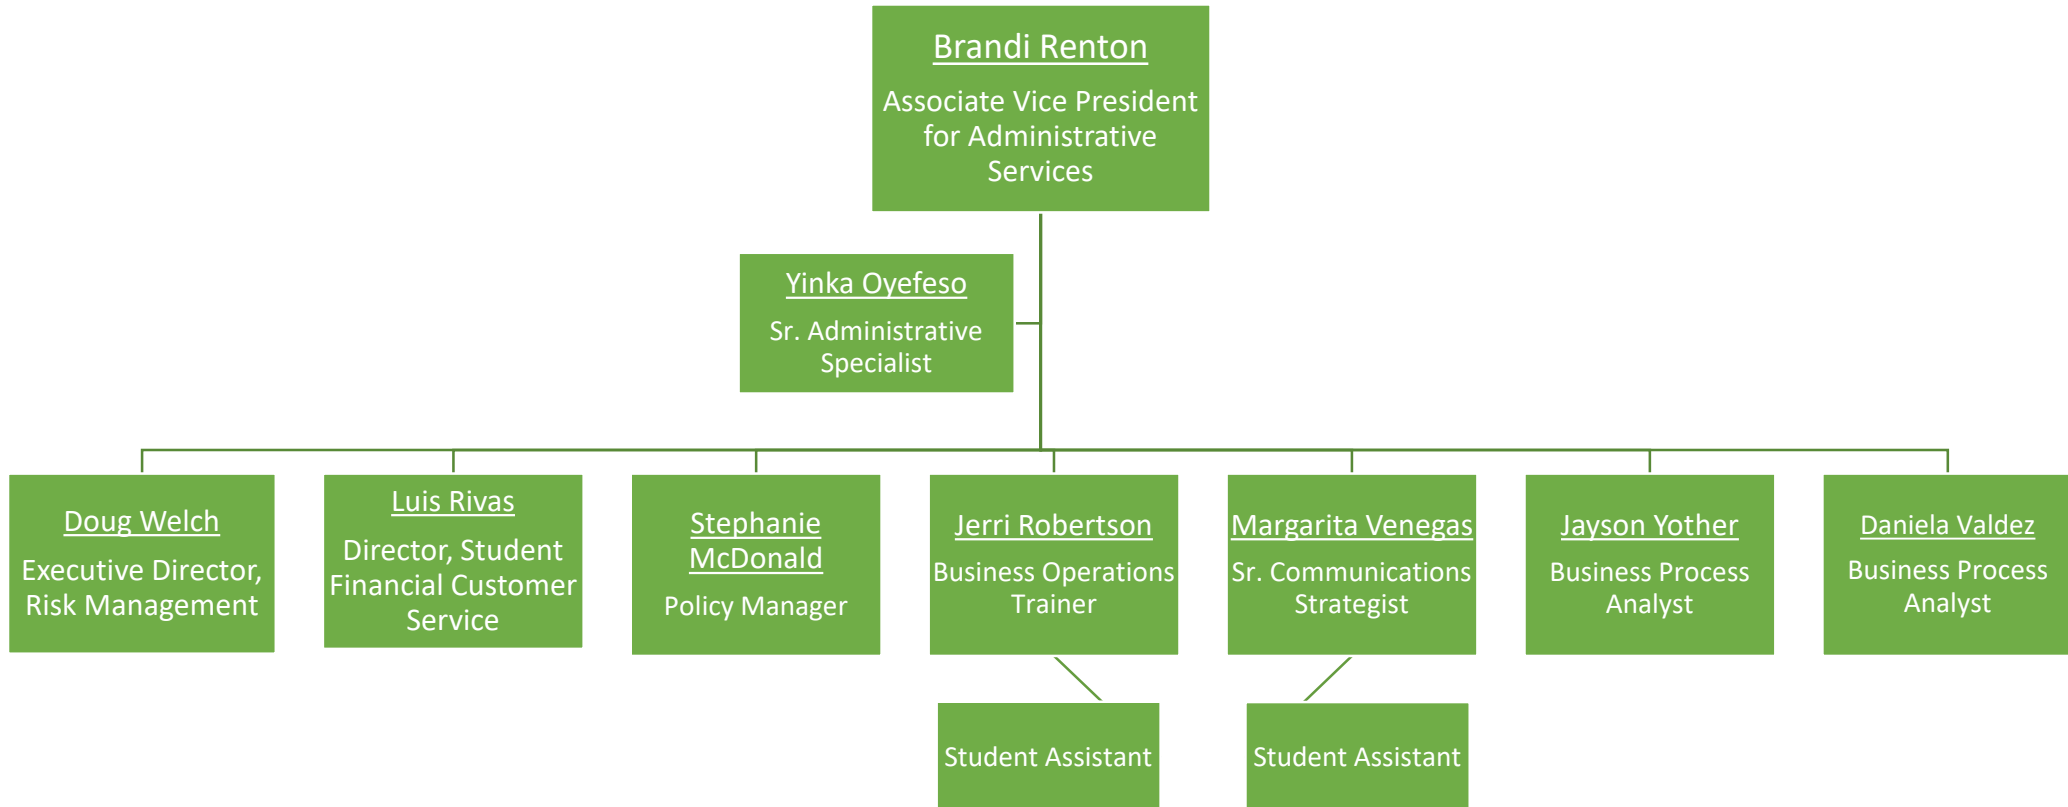 Brandi Renton
Associate Vice President
for Administrative
Services
Yinka Oyefeso
Sr. Administrative
Specialist
Doug Welch
Executive Director,
Risk Management
Luis Rivas
Director, Student
Financial Customer
Service
Stephanie
McDonald
Policy Manager
Jerri Robertson
Business Operations
Trainer
Margarita Venegas
Sr. Communications
Strategist
Jayson Yother
Business Process
Analyst
Daniela Valdez
Business Process
Analyst
Student Assistant
Student Assistant